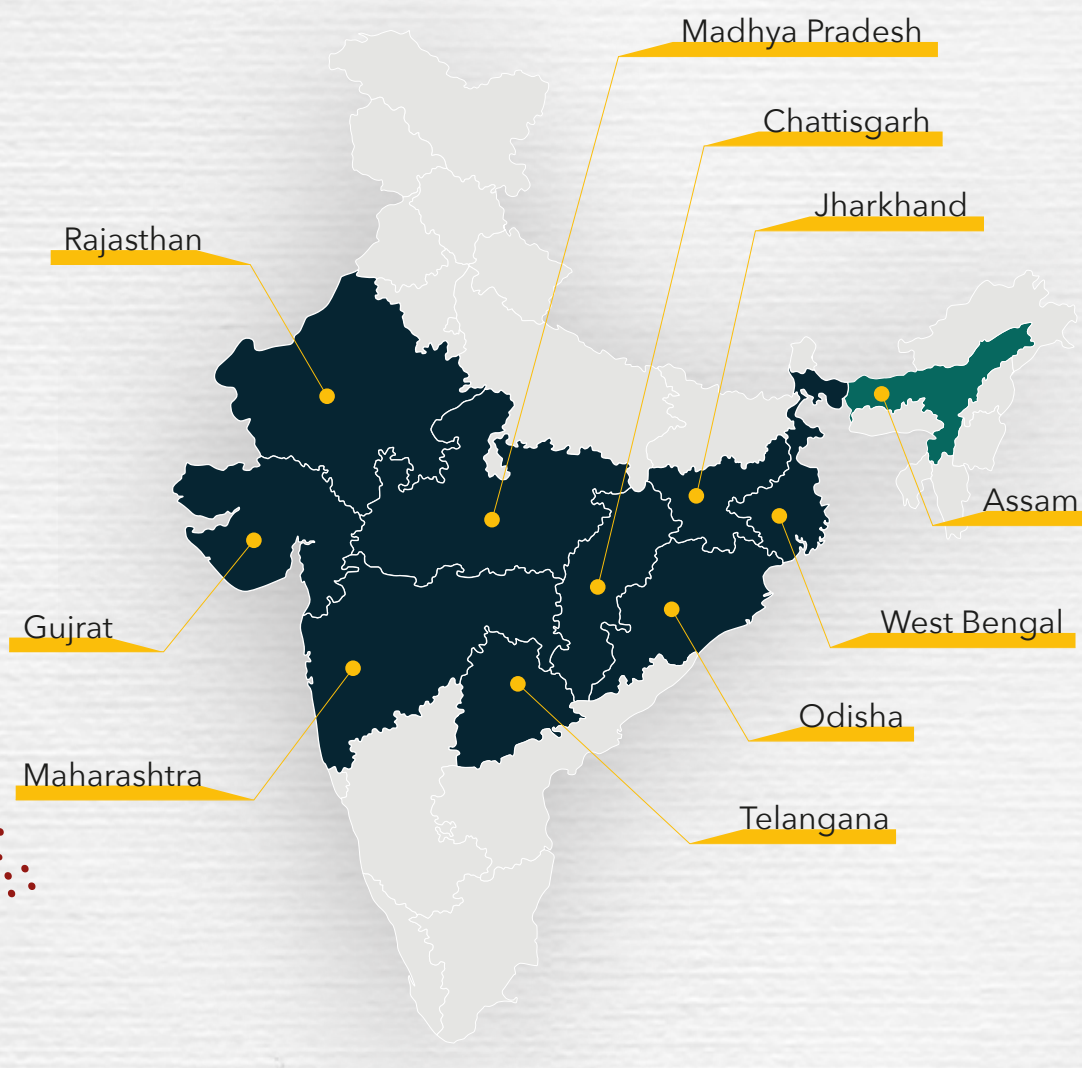 Madhya Pradesh
Chattisgarh
Jharkhand
Rajasthan
Assam
Gujrat
West Bengal
Odisha
Maharashtra
Telangana